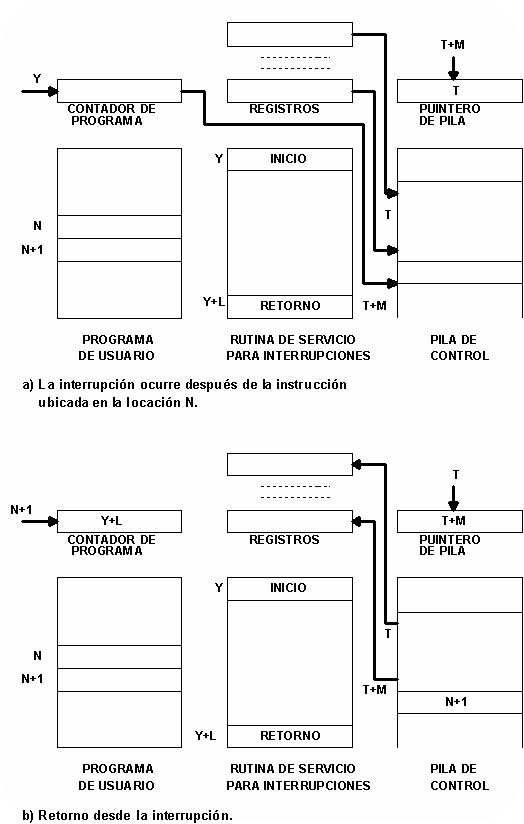 T+M
Y
T
CONTADOR DE
PROGRAMA
REGISTROS
PUINTERO
DE PILA
Y
INICIO
T
N
N+1
Y+L
RETORNO
T+M
PROGRAMA
DE USUARIO
RUTINA DE SERVICIO
PARA INTERRUPCIONES
PILA DE
CONTROL
a) La interrupción ocurre después de la instrucción
ubicada en la locación N.
T
N+1
Y+L
T+M
CONTADOR DE
PROGRAMA
REGISTROS
PUINTERO
DE PILA
Y
INICIO
T
N
N+1
T+M
N+1
Y+L
RETORNO
PROGRAMA
DE USUARIO
RUTINA DE SERVICIO
PARA INTERRUPCIONES
PILA DE
CONTROL
b) Retorno desde la interrupción.